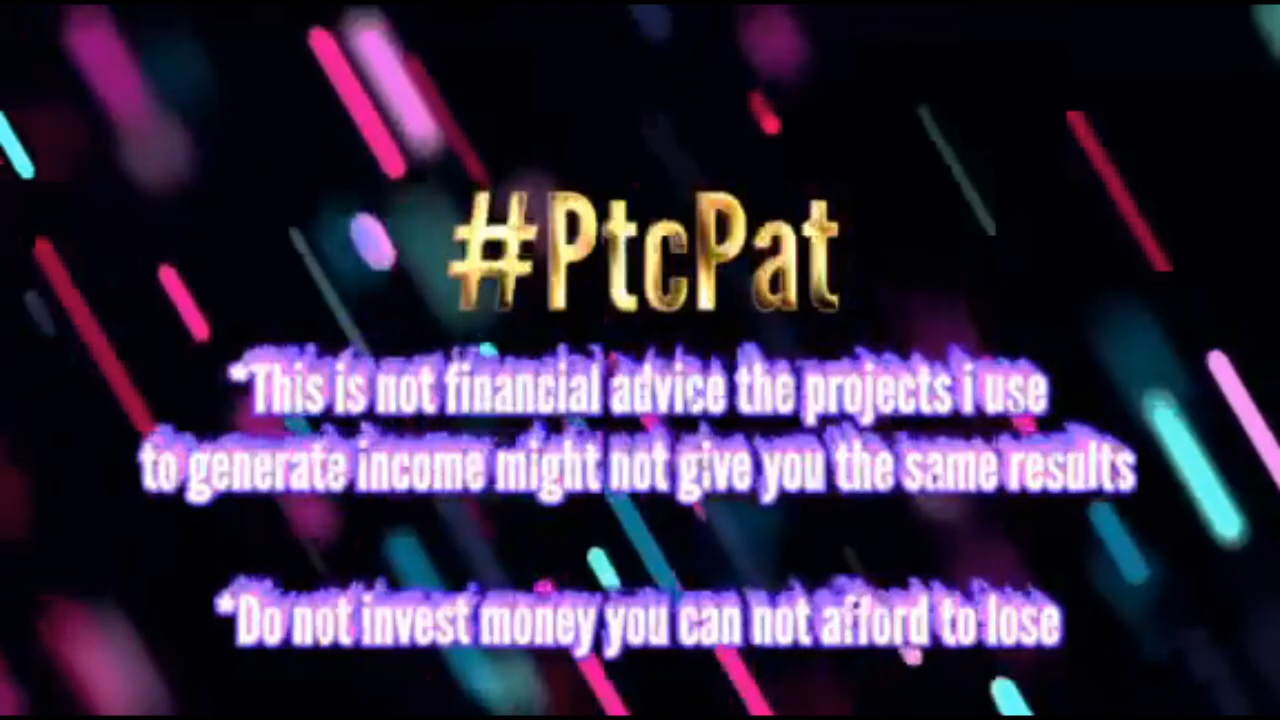 #PtcPat
*This is not financial advice the projects i use
to generate income might not give you the same results
*Do not invest money you can not afford to lose